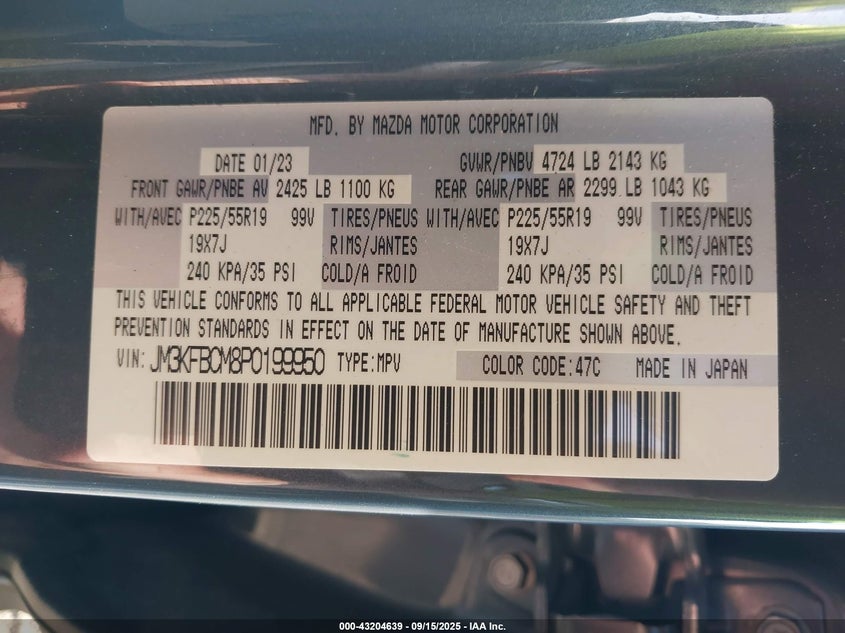 MFD. BY MAZDA MOTOR CORPORATION
DATE 01/23 GVWR/PNBV 4724 LB 2143 KG
FRONT GAWR/PNBE AV 2425 LB 1100 KG REAR GAWR/PNBE AR 2299 LB 1043 KG
WITH/AVEC P225/55R19 99V TIRES/PNEUS WITH/AVEC P225/55R19 99V TIRES/PNEUS
19X7J RIMS/JANTES 19X7J RIMS/JANTES
240 KPA/35 PSI COLD/A FROID 240 KPA/35 PSI COLD/A FROID
THIS VEHICLE CONFORMS TO ALL APPLICABLE FEDERAL MOTOR VEHICLE SAFETY AND THEFT
PREVENTION STANDARDS IN EFFECT ON THE DATE OF MANUFACTURE SHOWN ABOVE.
VIN: JM3KFBCM8P0199950 TYPE:MPV COLOR CODE:47C MADE IN JAPAN
000-43204639 - 09/15/2025 - IAA Inc.